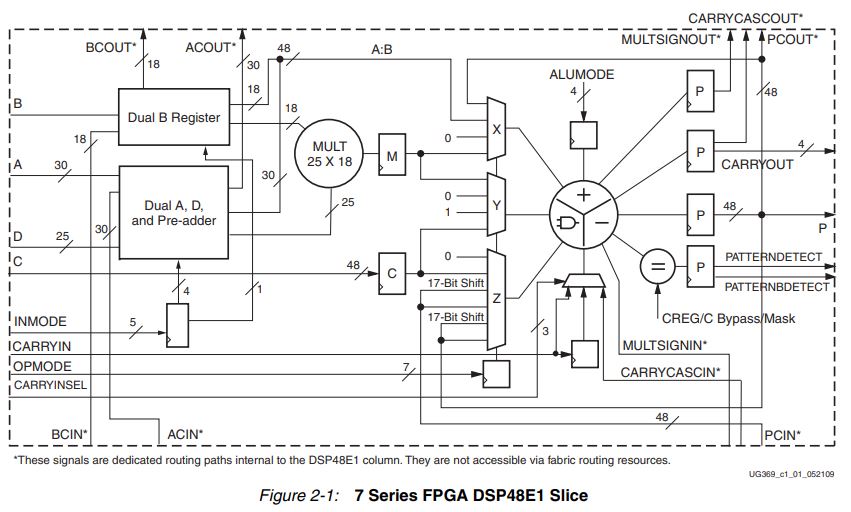 CARRYCASCOUT*
BCOUT* ACOUT* MULTSIGNOUT* PCOUT*
48 A:B
18 30 ALUMODE
18 4 48
B
Dual B Register 18 X
18 MULT 25 X 18 M 0 P
1
A 30
P 4
CARRYOUT
Dual A, D, and Pre-adder
30 0 Y
1
25 + − 48 P
P
D 25 30
C 48 C 0 = P PATTERNDETECT
PATTERNBDETECT
17-Bit Shift
Z
4 1 17-Bit Shift
CREG/C Bypass/Mask
INMODE 5 3
CARRYIN MULTSIGNIN*
OPMODE 7 CARRYCASCIN*
CARRYINSEL
48
BCIN* ACIN* PCIN*
*These signals are dedicated routing paths internal to the DSP48E1 column. They are not accessible via fabric routing resources.
UG369_c1_01_052109
Figure 2-1: 7 Series FPGA DSP48E1 Slice